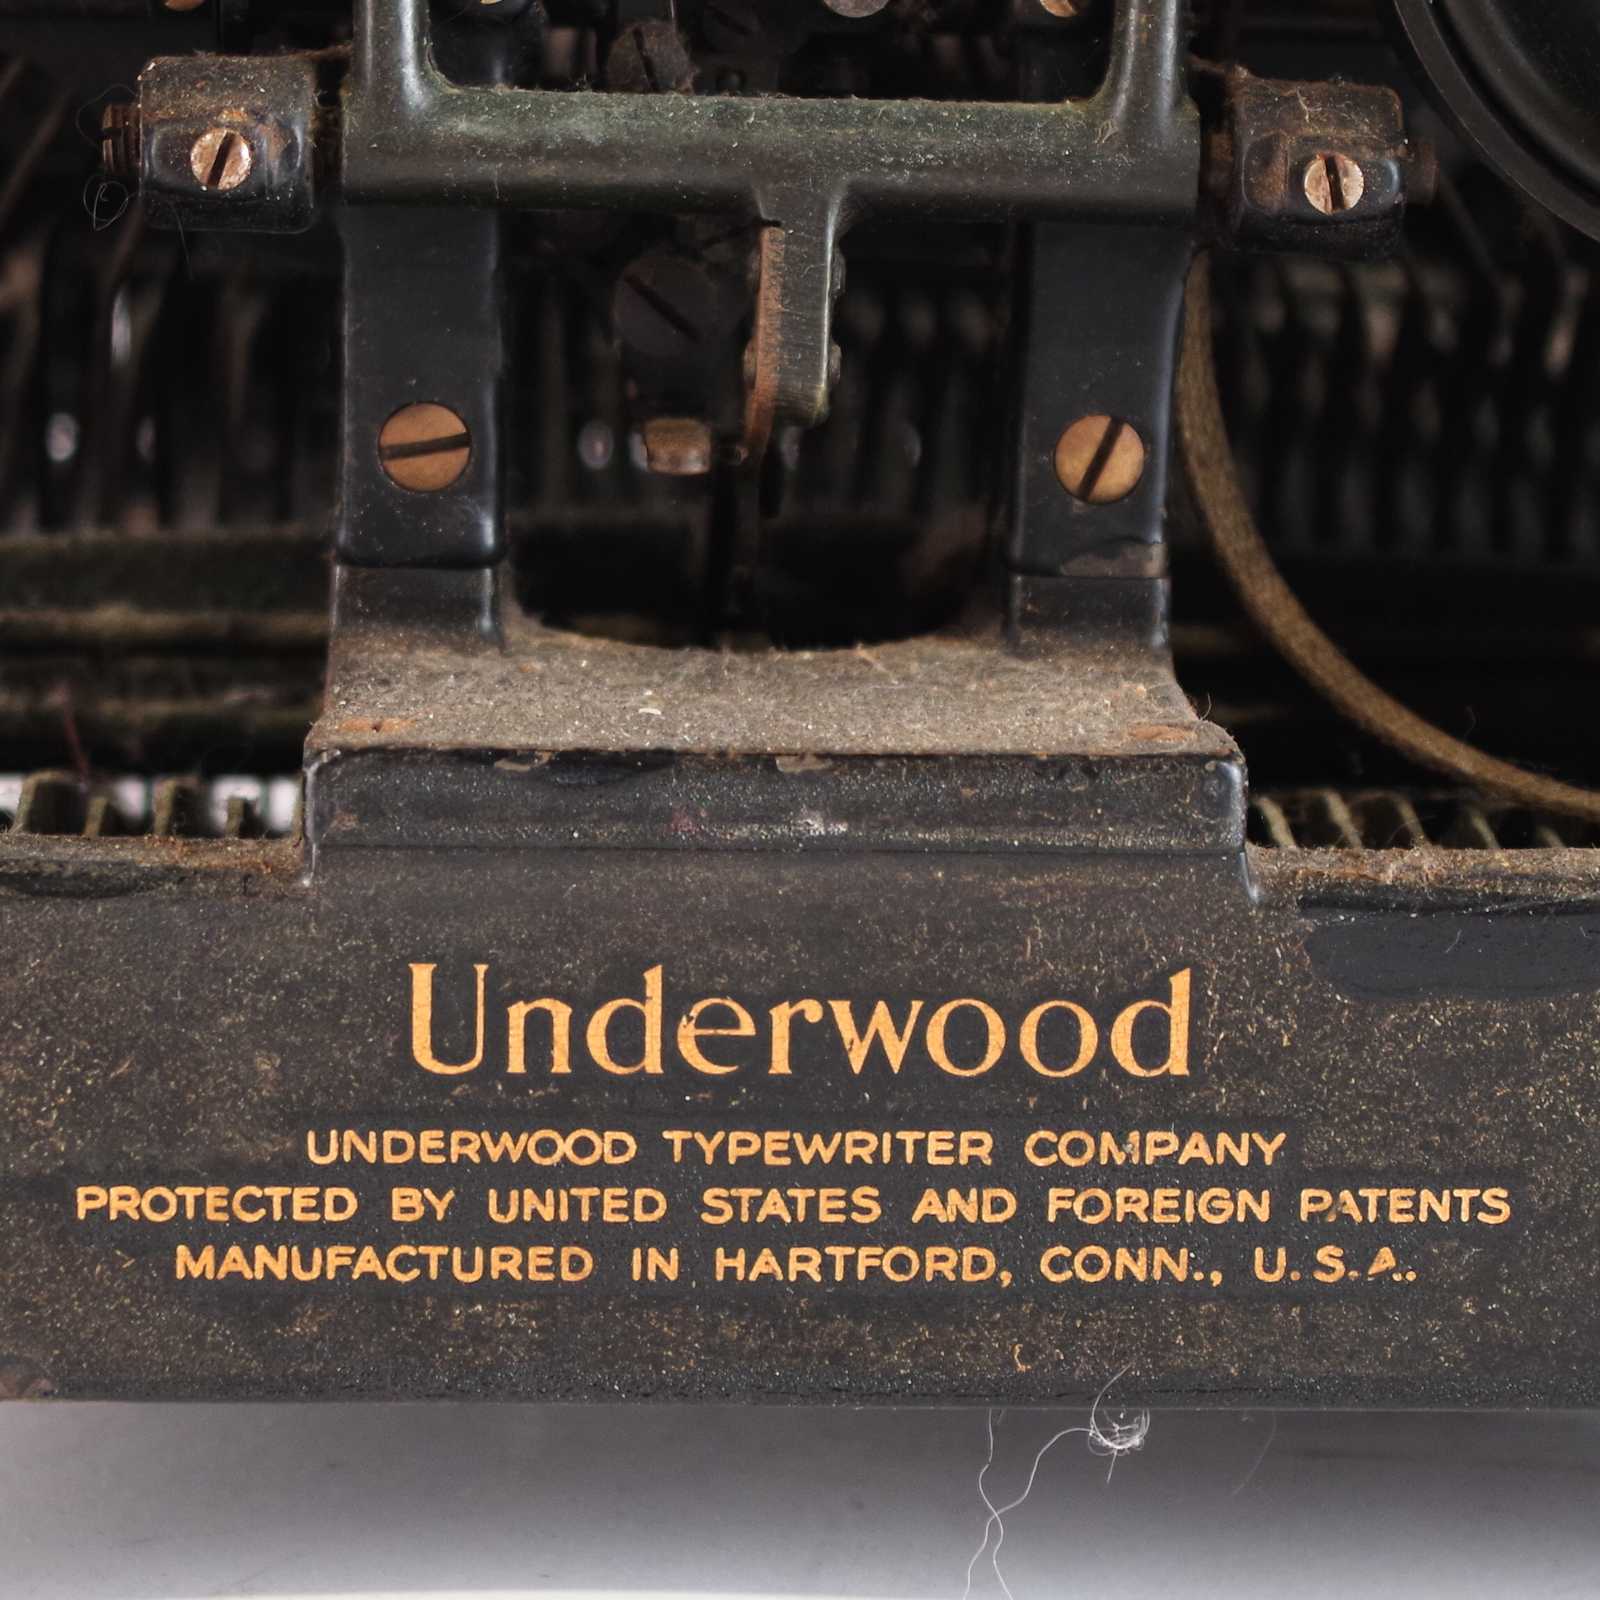 Underwood
UNDERWOOD TYPEWRITER COMPANY
PROTECTED BY UNITED STATES AND FOREIGN PATENTS
MANUFACTURED IN HARTFORD, CONN., U.S.A..